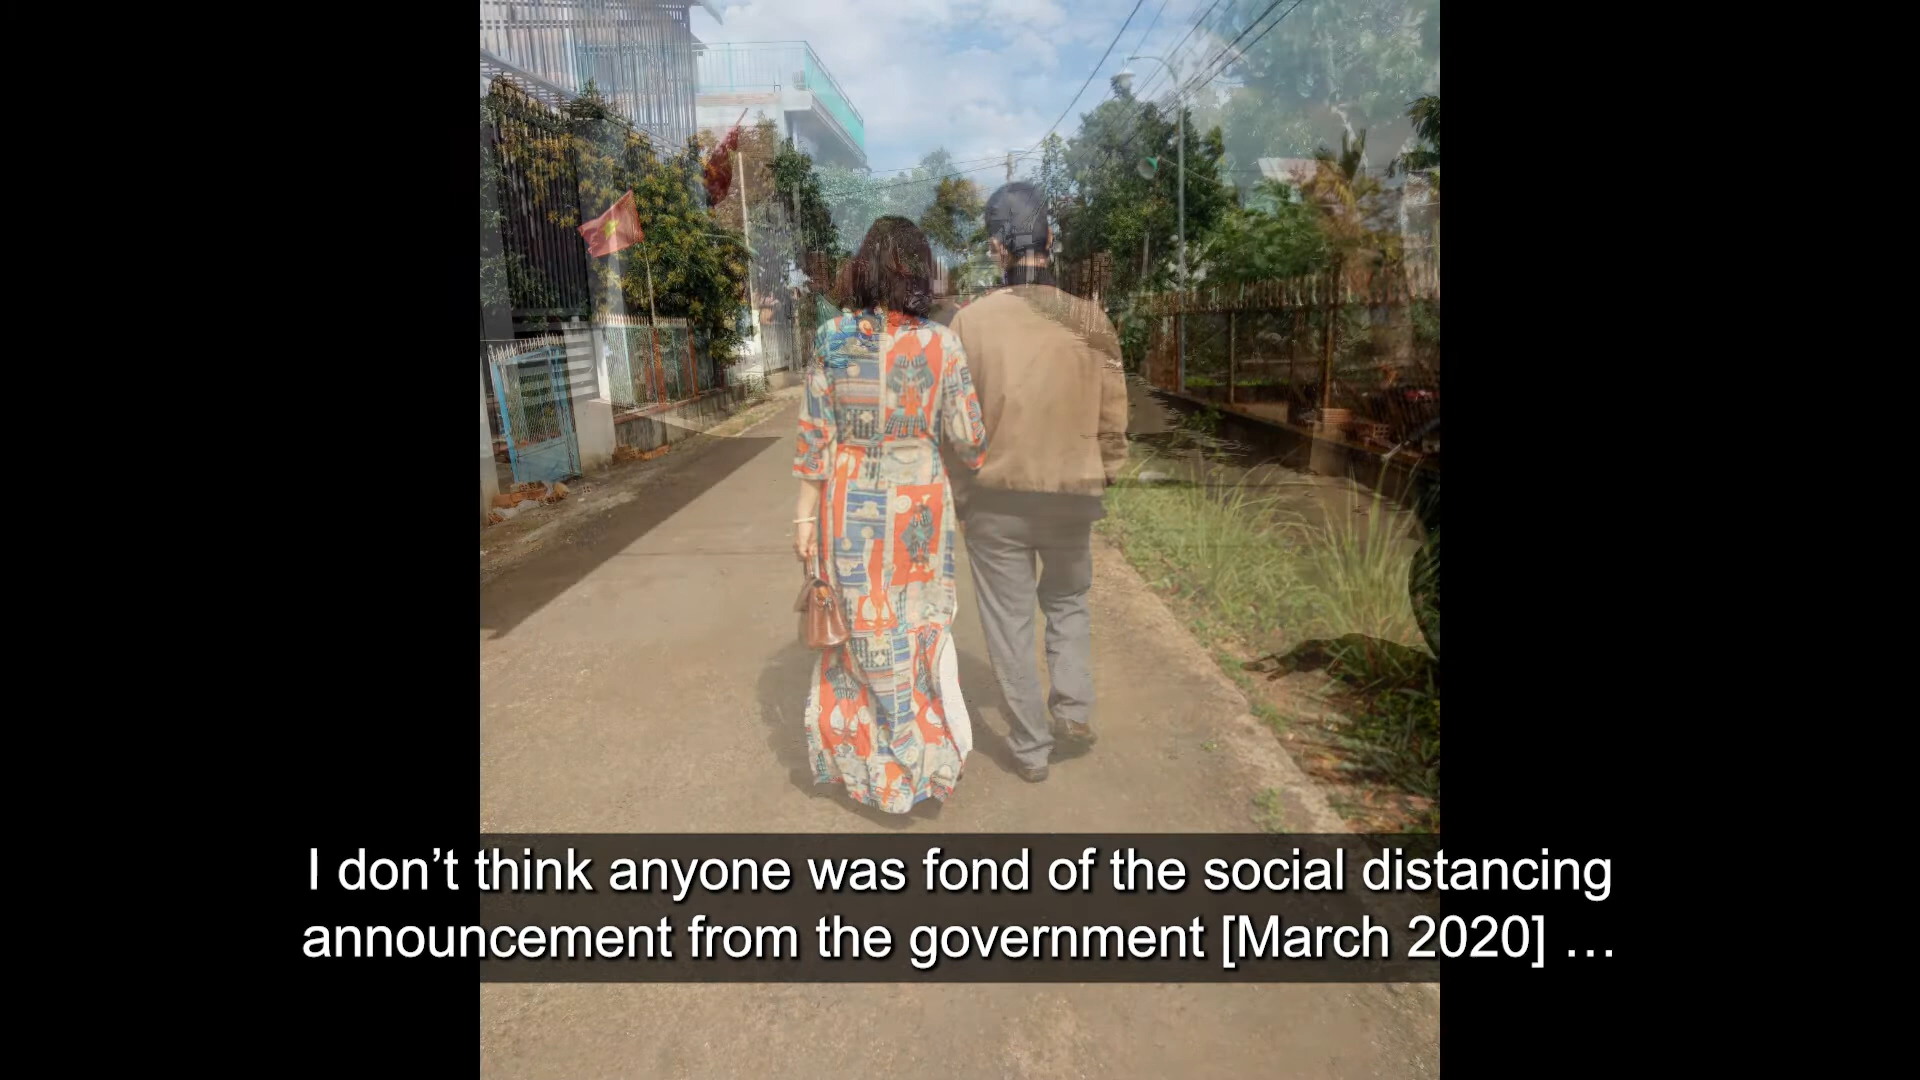 I don’t think anyone was fond of the social distancing
announcement from the government [March 2020] …